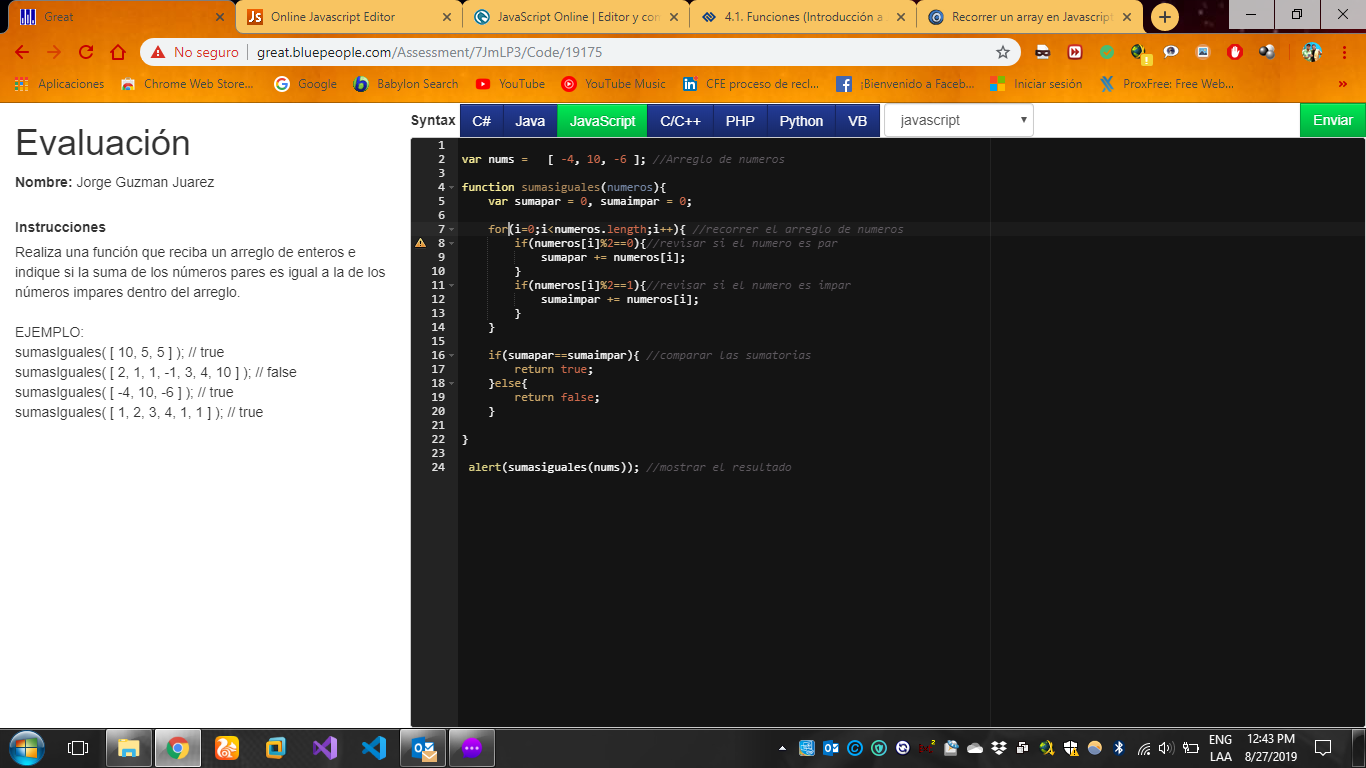 Great
Online Javascript Editor
JavaScript Online | Editor y con
4.1. Funciones (Introducción a
Recorrer un array en Javascript
No seguro | great.bluepeople.com/Assessment/7JmLP3/Code/19175
Aplicaciones
Chrome Web Store...
Google
Babylon Search
YouTube
YouTube Music
CFE proceso de recl...
¡Bienvenido a Faceb...
Iniciar sesión
ProxFree: Free Web...
Evaluación
Nombre: Jorge Guzman Juarez
Instrucciones
Realiza una función que reciba un arreglo de enteros e
indique si la suma de los números pares es igual a la de los
números impares dentro del arreglo.
EJEMPLO:
sumasIguales( [ 10, 5, 5 ] ); // true
sumasIguales( [ 2, 1, 1, -1, 3, 4, 10 ] ); // false
sumasIguales( [ -4, 10, -6 ] ); // true
sumasIguales( [ 1, 2, 3, 4, 1, 1 ] ); // true
Syntax C# Java JavaScript C/C++ PHP Python VB javascript Enviar
1
2 var nums =   [ -4, 10, -6 ]; //Arreglo de numeros
3
4 function sumasiguales(numeros){
5     var sumapar = 0, sumaimpar = 0;
6
7     for(i=0;i<numeros.length;i++){ //recorrer el arreglo de numeros
8         if(numeros[i]%2==0){//revisar si el numero es par
9             sumapar += numeros[i];
10         }
11         if(numeros[i]%2==1){//revisar si el numero es impar
12             sumaimpar += numeros[i];
13         }
14     }
15
16     if(sumapar==sumaimpar){ //comparar las sumatorias
17         return true;
18     }else{
19         return false;
20     }
21
22 }
23
24  alert(sumasiguales(nums)); //mostrar el resultado
ENG
LAA
12:43 PM
8/27/2019